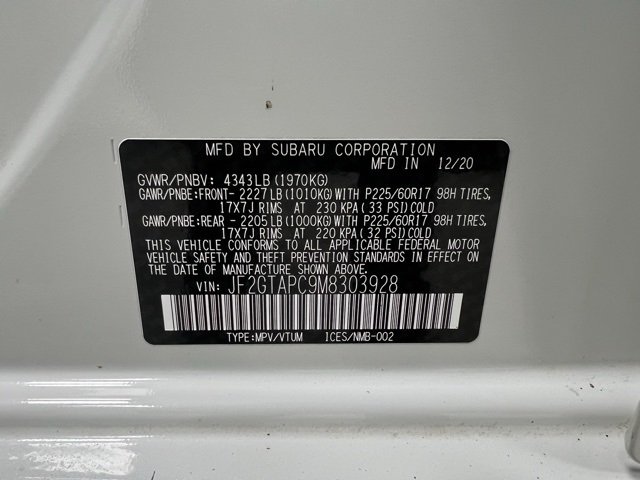 MFD BY SUBARU CORPORATION
MFD IN 12/20
GVWR/PNBV: 4343LB(1970KG)
GAWR/PNBE:FRONT- 2227LB(1010KG)WITH P225/60R17 98H TIRES,
17X7J RIMS AT 230 KPA(33 PSI)COLD
GAWR/PNBE:REAR - 2205LB(1000KG)WITH P225/60R17 98H TIRES,
17X7J RIMS AT 220 KPA(32 PSI)COLD
THIS VEHICLE CONFORMS TO ALL APPLICABLE FEDERAL MOTOR
VEHICLE SAFETY AND THEFT PREVENTION STANDARDS IN EFFECT
ON THE DATE OF MANUFACTURE SHOWN ABOVE.
VIN: JF2GTAPC9M8303928
TYPE:MPV/VTUM ICES/NMB-002